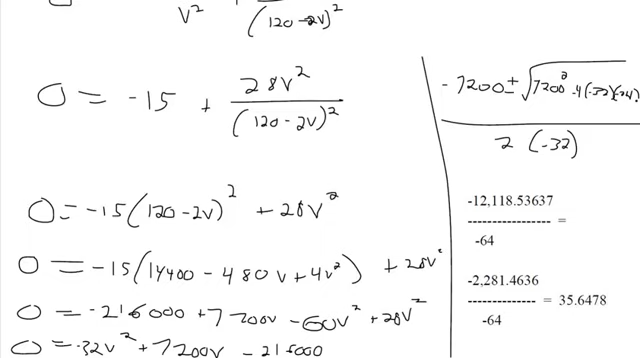 V² (120 - 2V)²
0 = -15 + 28V² / (120 - 2V)²
0 = -15(120 - 2V)² + 28V²
0 = -15(14400 - 480V + 4V²) + 28V²
0 = -216000 + 7200V - 60V² + 28V²
0 = -32V² + 7200V - 216000
-7200 ± √7200² - 4(-32)(-24
2 (-32)
-12,118.53637
------------------- =
-64
-2,281.4636
------------------- = 35.6478
-64